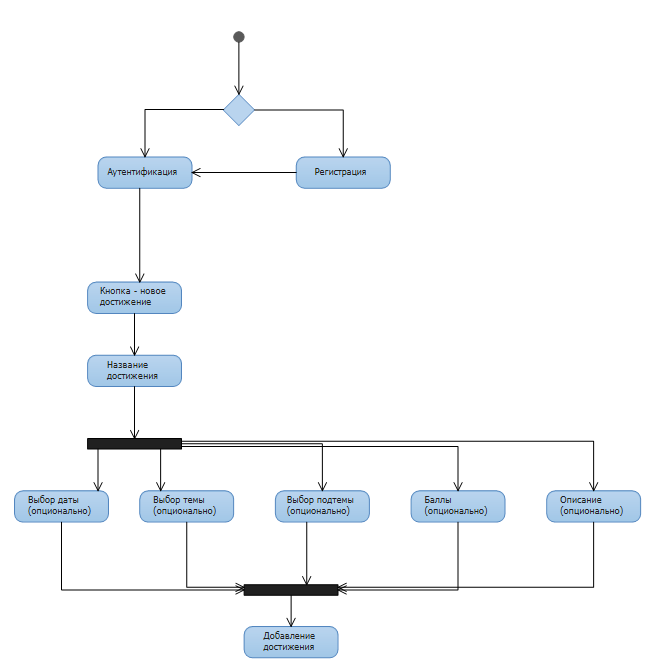 Аутентификация
Регистрация
Кнопка - новое
достижение
Название
достижения
Выбор даты
(опционально)
Выбор темы
(опционально)
Выбор подтемы
(опционально)
Баллы
(опционально)
Описание
(опционально)
Добавление
достижения